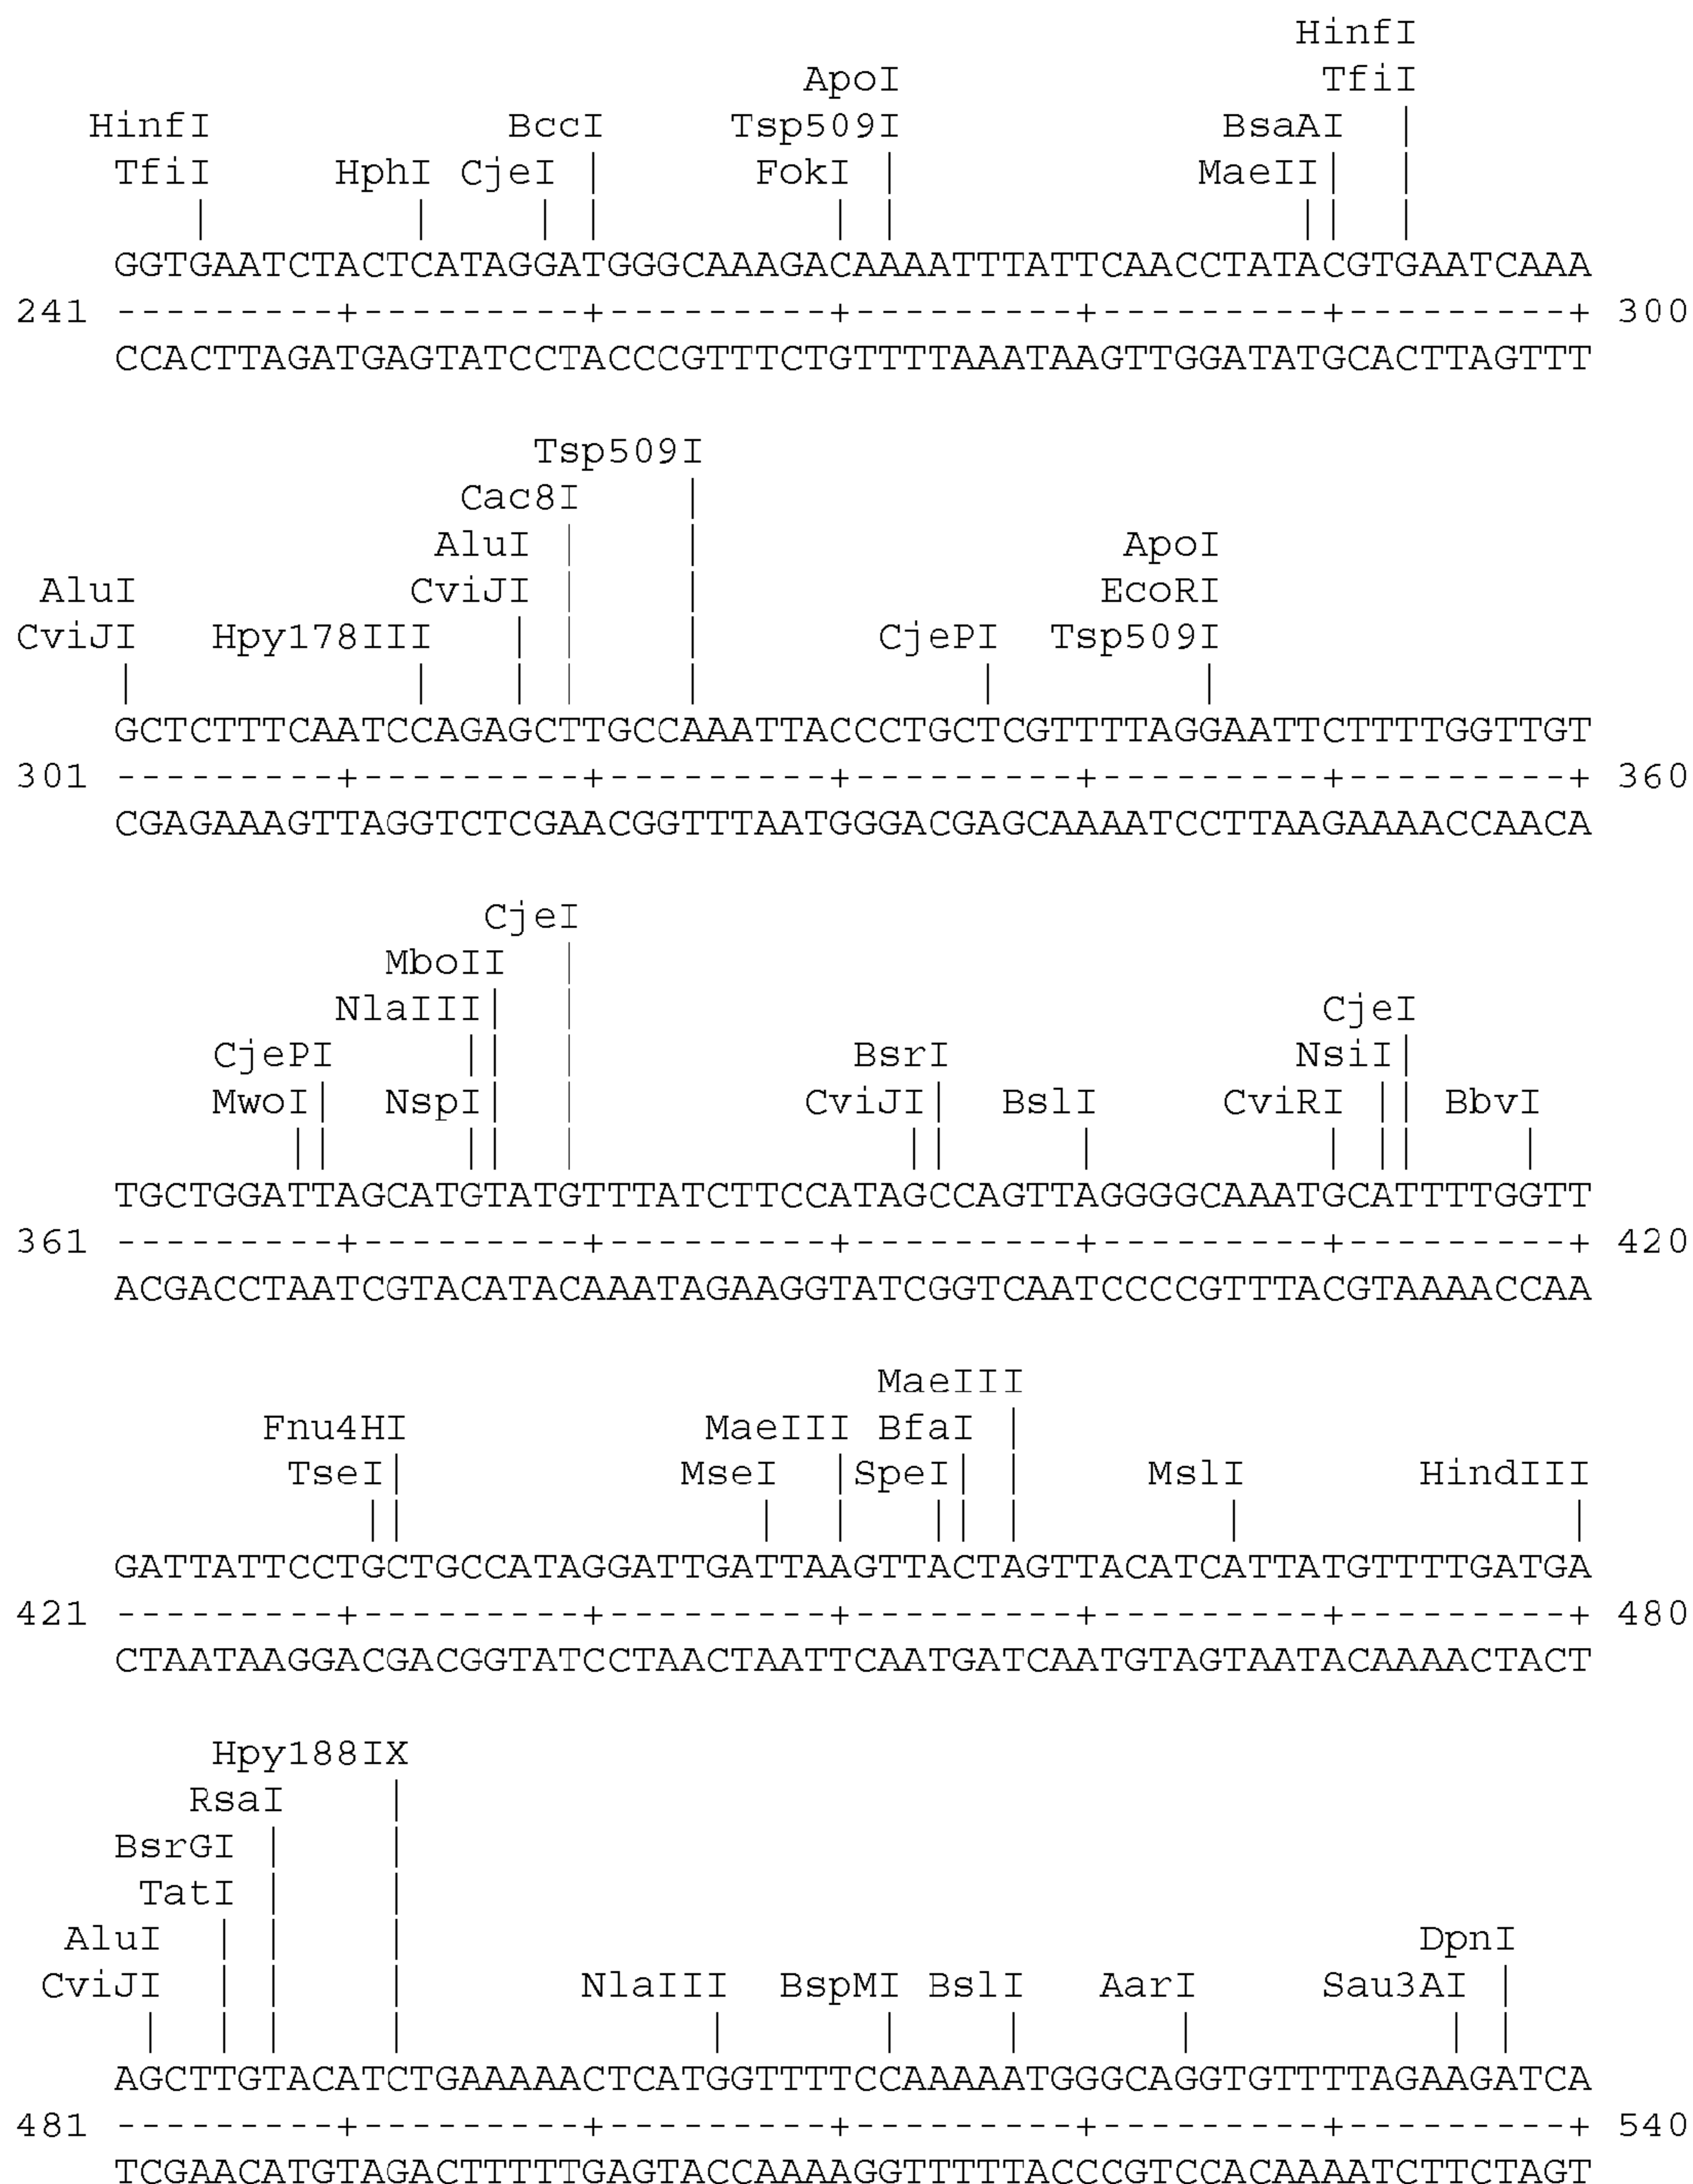 HinfI
ApoI TfiI
HinfI BccI Tsp509I BsaAI |
TfiI HphI CjeI | FokI | MaeII| |
| | | | | | || |
GGTGAATCTACTCATAGGATGGGCAAAGACAAAATTTATTCAACCTATACGTGAATCAAA
241 ---------+---------+---------+---------+---------+---------+ 300
CCACTTAGATGAGTATCCTACCCGTTTCTGTTTTAAATAAGTTGGATATGCACTTAGTTT
Tsp509I
Cac8I |
AluI | | ApoI
AluI CviJI | | EcoRI
CviJI Hpy178III | | | CjePI Tsp509I
| | | | | | |
GCTCTTTCAATCCAGAGCTTGCCAAATTACCCTGCTCGTTTTAGGAATTCTTTTGGTTGT
301 ---------+---------+---------+---------+---------+---------+ 360
CGAGAAAGTTAGGTCTCGAACGGTTTAATGGGACGAGCAAAATCCTTAAGAAAACCAACA
CjeI
MboII |
NlaIII| | CjeI
CjePI || | BsrI NsiI|
MwoI| NspI| | CviJI| BslI CviRI || BbvI
|| || | || | | || |
TGCTGGATTAGCATGTATGTTTATCTTCCATAGCCAGTTAGGGGCAAATGCATTTTGGTT
361 ---------+---------+---------+---------+---------+---------+ 420
ACGACCTAATCGTACATACAAATAGAAGGTATCGGTCAATCCCCGTTTACGTAAAACCAA
MaeIII
Fnu4HI MaeIII BfaI |
TseI| MseI |SpeI| | MslI HindIII
|| | | || | | |
GATTATTCCTGCTGCCATAGGATTGATTAAGTTACTAGTTACATCATTATGTTTTGATGA
421 ---------+---------+---------+---------+---------+---------+ 480
CTAATAAGGACGACGGTATCCTAACTAATTCAATGATCAATGTAGTAATACAAAACTACT
Hpy188IX
RsaI |
BsrGI | |
TatI | |
AluI | | | DpnI
CviJI | | | NlaIII BspMI BslI AarI Sau3AI |
| | | | | | | | | |
AGCTTGTACATCTGAAAAACTCATGGTTTTCCAAAAATGGGCAGGTGTTTTAGAAGATCA
481 ---------+---------+---------+---------+---------+---------+ 540
TCGAACATGTAGACTTTTTGAGTACCAAAAGGTTTTTACCCGTCCACAAAATCTTCTAGT